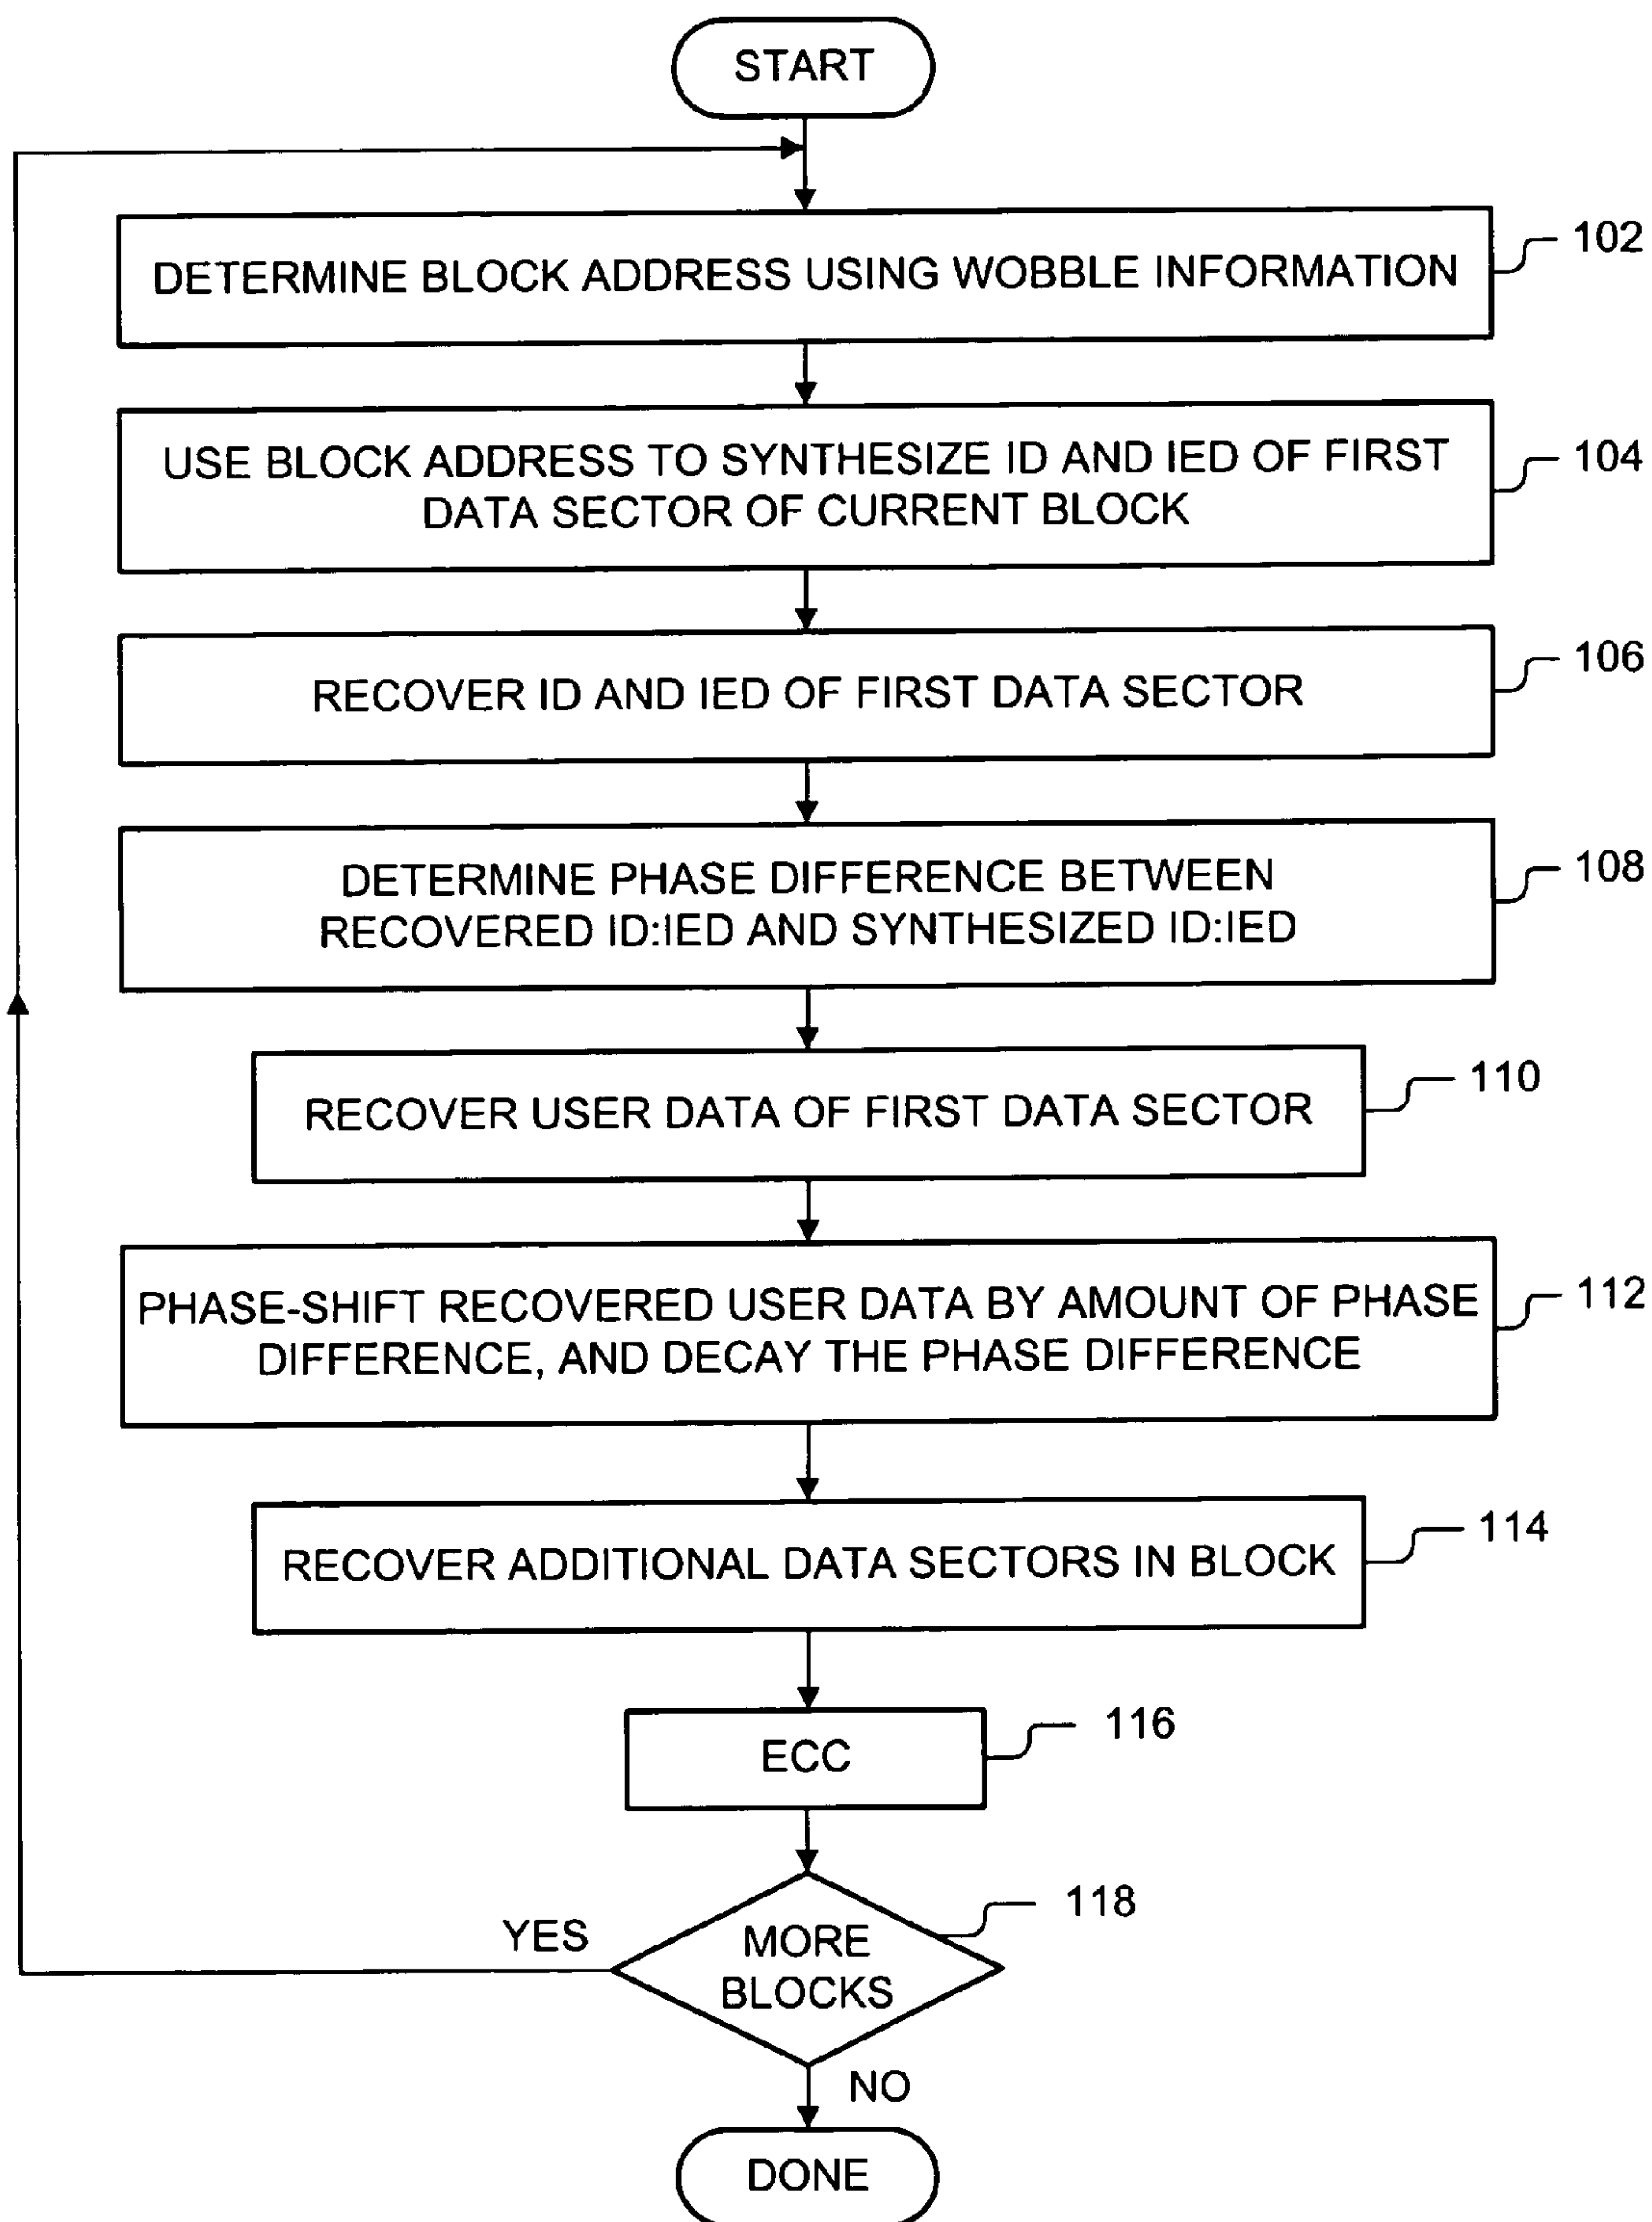 START
DETERMINE BLOCK ADDRESS USING WOBBLE INFORMATION
102
USE BLOCK ADDRESS TO SYNTHESIZE ID AND IED OF FIRST
DATA SECTOR OF CURRENT BLOCK
104
RECOVER ID AND IED OF FIRST DATA SECTOR
106
DETERMINE PHASE DIFFERENCE BETWEEN
RECOVERED ID:IED AND SYNTHESIZED ID:IED
108
RECOVER USER DATA OF FIRST DATA SECTOR
110
PHASE-SHIFT RECOVERED USER DATA BY AMOUNT OF PHASE
DIFFERENCE, AND DECAY THE PHASE DIFFERENCE
112
RECOVER ADDITIONAL DATA SECTORS IN BLOCK
114
ECC
116
MORE
BLOCKS
118
YES
NO
DONE